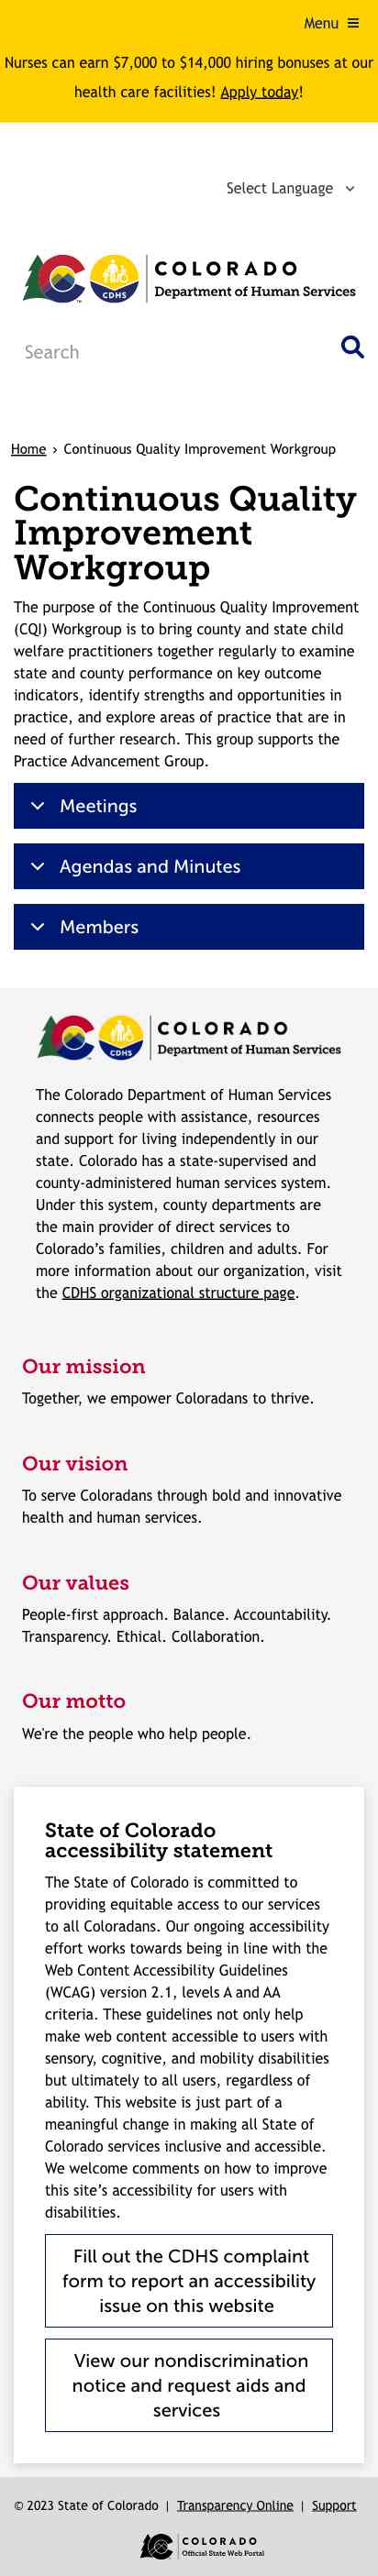 Menu
Nurses can earn $7,000 to $14,000 hiring bonuses at our
health care facilities! Apply today!
Select Language
CDHS
COLORADO
Department of Human Services
Search
Home › Continuous Quality Improvement Workgroup
Continuous Quality
Improvement
Workgroup
The purpose of the Continuous Quality Improvement
(CQI) Workgroup is to bring county and state child
welfare practitioners together regularly to examine
state and county performance on key outcome
indicators, identify strengths and opportunities in
practice, and explore areas of practice that are in
need of further research. This group supports the
Practice Advancement Group.
Meetings
Agendas and Minutes
Members
CDHS
COLORADO
Department of Human Services
The Colorado Department of Human Services
connects people with assistance, resources
and support for living independently in our
state. Colorado has a state-supervised and
county-administered human services system.
Under this system, county departments are
the main provider of direct services to
Colorado’s families, children and adults. For
more information about our organization, visit
the CDHS organizational structure page.
Our mission
Together, we empower Coloradans to thrive.
Our vision
To serve Coloradans through bold and innovative
health and human services.
Our values
People-first approach. Balance. Accountability.
Transparency. Ethical. Collaboration.
Our motto
We're the people who help people.
State of Colorado
accessibility statement
The State of Colorado is committed to
providing equitable access to our services
to all Coloradans. Our ongoing accessibility
effort works towards being in line with the
Web Content Accessibility Guidelines
(WCAG) version 2.1, levels A and AA
criteria. These guidelines not only help
make web content accessible to users with
sensory, cognitive, and mobility disabilities
but ultimately to all users, regardless of
ability. This website is just part of a
meaningful change in making all State of
Colorado services inclusive and accessible.
We welcome comments on how to improve
this site’s accessibility for users with
disabilities.
Fill out the CDHS complaint
form to report an accessibility
issue on this website
View our nondiscrimination
notice and request aids and
services
© 2023 State of Colorado | Transparency Online | Support
COLORADO
Official State Web Portal